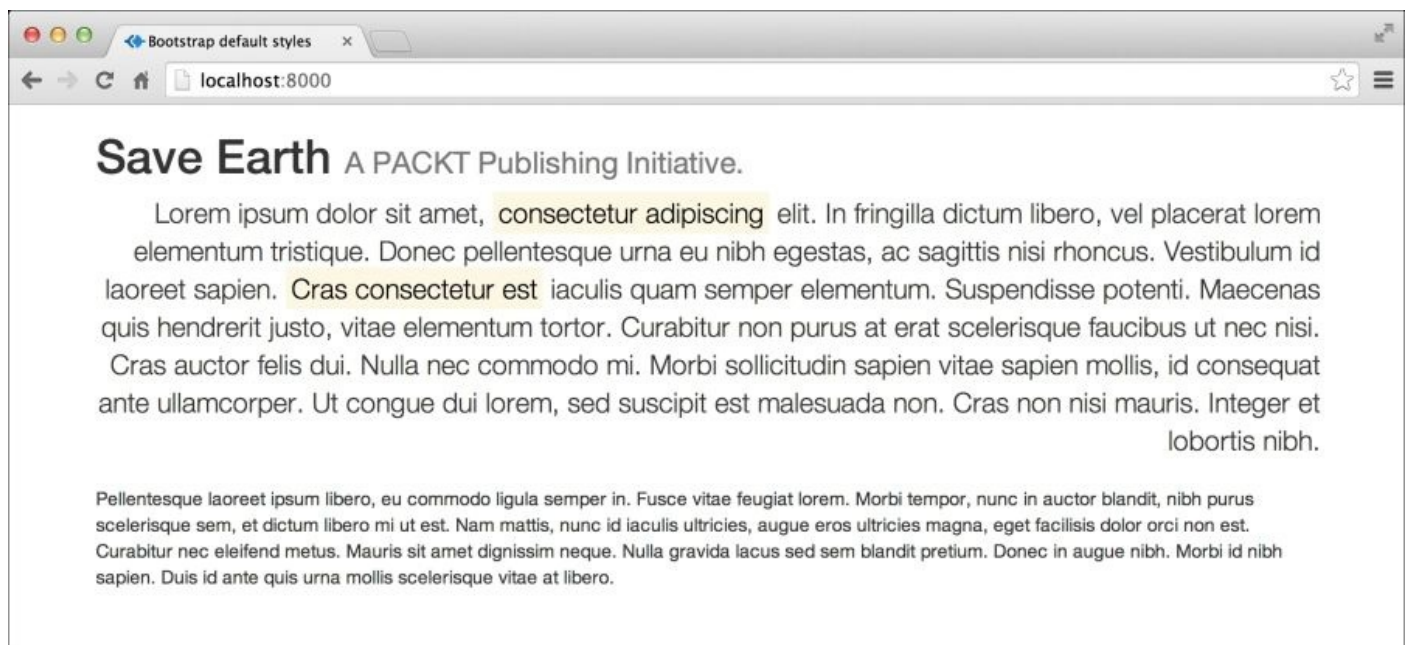 Bootstrap default styles
localhost:8000
Save Earth A PACKT Publishing Initiative.
Lorem ipsum dolor sit amet, consectetur adipiscing elit. In fringilla dictum libero, vel placerat lorem
elementum tristique. Donec pellentesque urna eu nibh egestas, ac sagittis nisi rhoncus. Vestibulum id
laoreet sapien. Cras consectetur est iaculis quam semper elementum. Suspendisse potenti. Maecenas
quis hendrerit justo, vitae elementum tortor. Curabitur non purus at erat scelerisque faucibus ut nec nisi.
Cras auctor felis dui. Nulla nec commodo mi. Morbi sollicitudin sapien vitae sapien mollis, id consequat
ante ullamcorper. Ut congue dui lorem, sed suscipit est malesuada non. Cras non nisi mauris. Integer et
lobortis nibh.
Pellentesque laoreet ipsum libero, eu commodo ligula semper in. Fusce vitae feugiat lorem. Morbi tempor, nunc in auctor blandit, nibh purus
scelerisque sem, et dictum libero mi ut est. Nam mattis, nunc id iaculis ultricies, augue eros ultricies magna, eget facilisis dolor orci non est.
Curabitur nec eleifend metus. Mauris sit amet dignissim neque. Nulla gravida lacus sed sem blandit pretium. Donec in augue nibh. Morbi id nibh
sapien. Duis id ante quis urna mollis scelerisque vitae at libero.